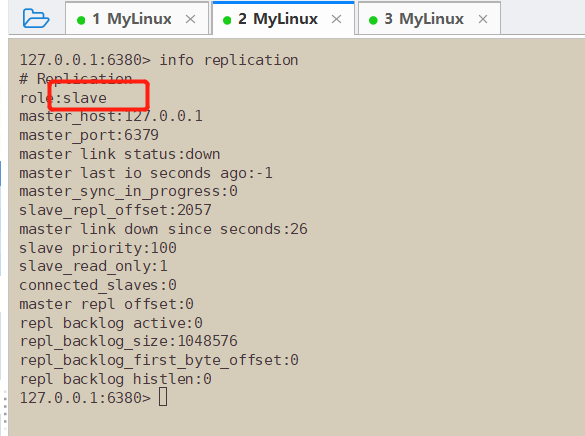 1 MyLinux × 2 MyLinux × 3 MyLinux ×
127.0.0.1:6380> info replication
# Replication
role:slave
master_host:127.0.0.1
master_port:6379
master_link_status:down
master_last_io_seconds_ago:-1
master_sync_in_progress:0
slave_repl_offset:2057
master_link_down_since_seconds:26
slave_priority:100
slave_read_only:1
connected_slaves:0
master_repl_offset:0
repl_backlog_active:0
repl_backlog_size:1048576
repl_backlog_first_byte_offset:0
repl_backlog_histlen:0
127.0.0.1:6380>